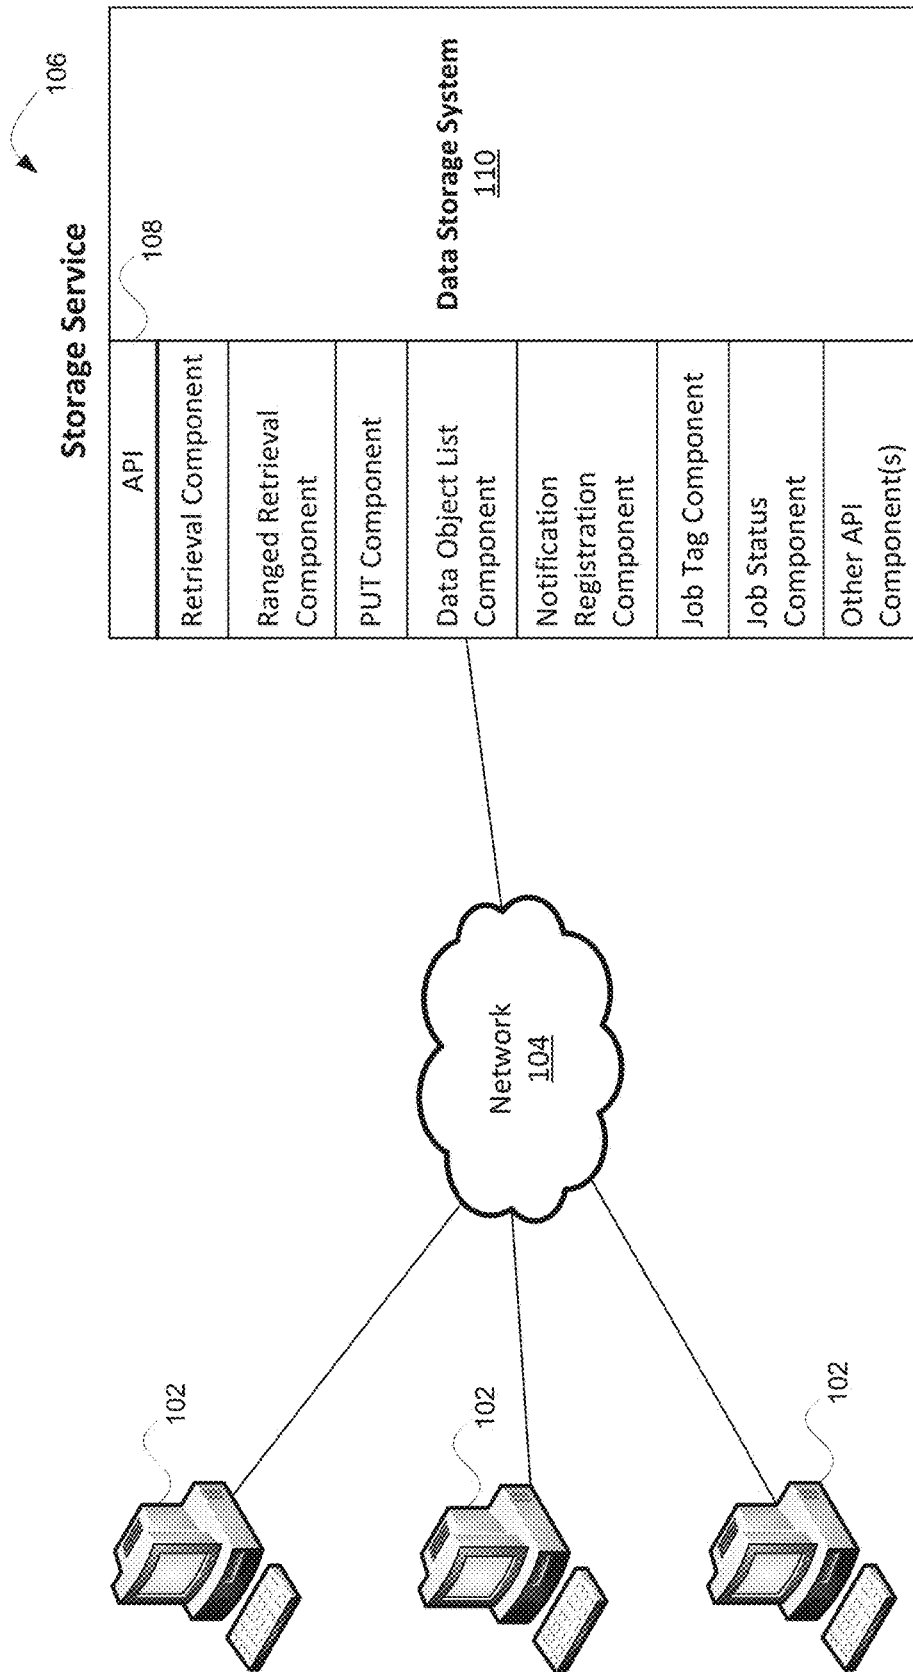 106
Storage Service
108
API
Retrieval Component
Ranged Retrieval
Component
PUT Component
Data Object List
Component
Notification
Registration
Component
Job Tag Component
Job Status
Component
Other API
Component(s)
Data Storage System
110
Network
104
102
102
102